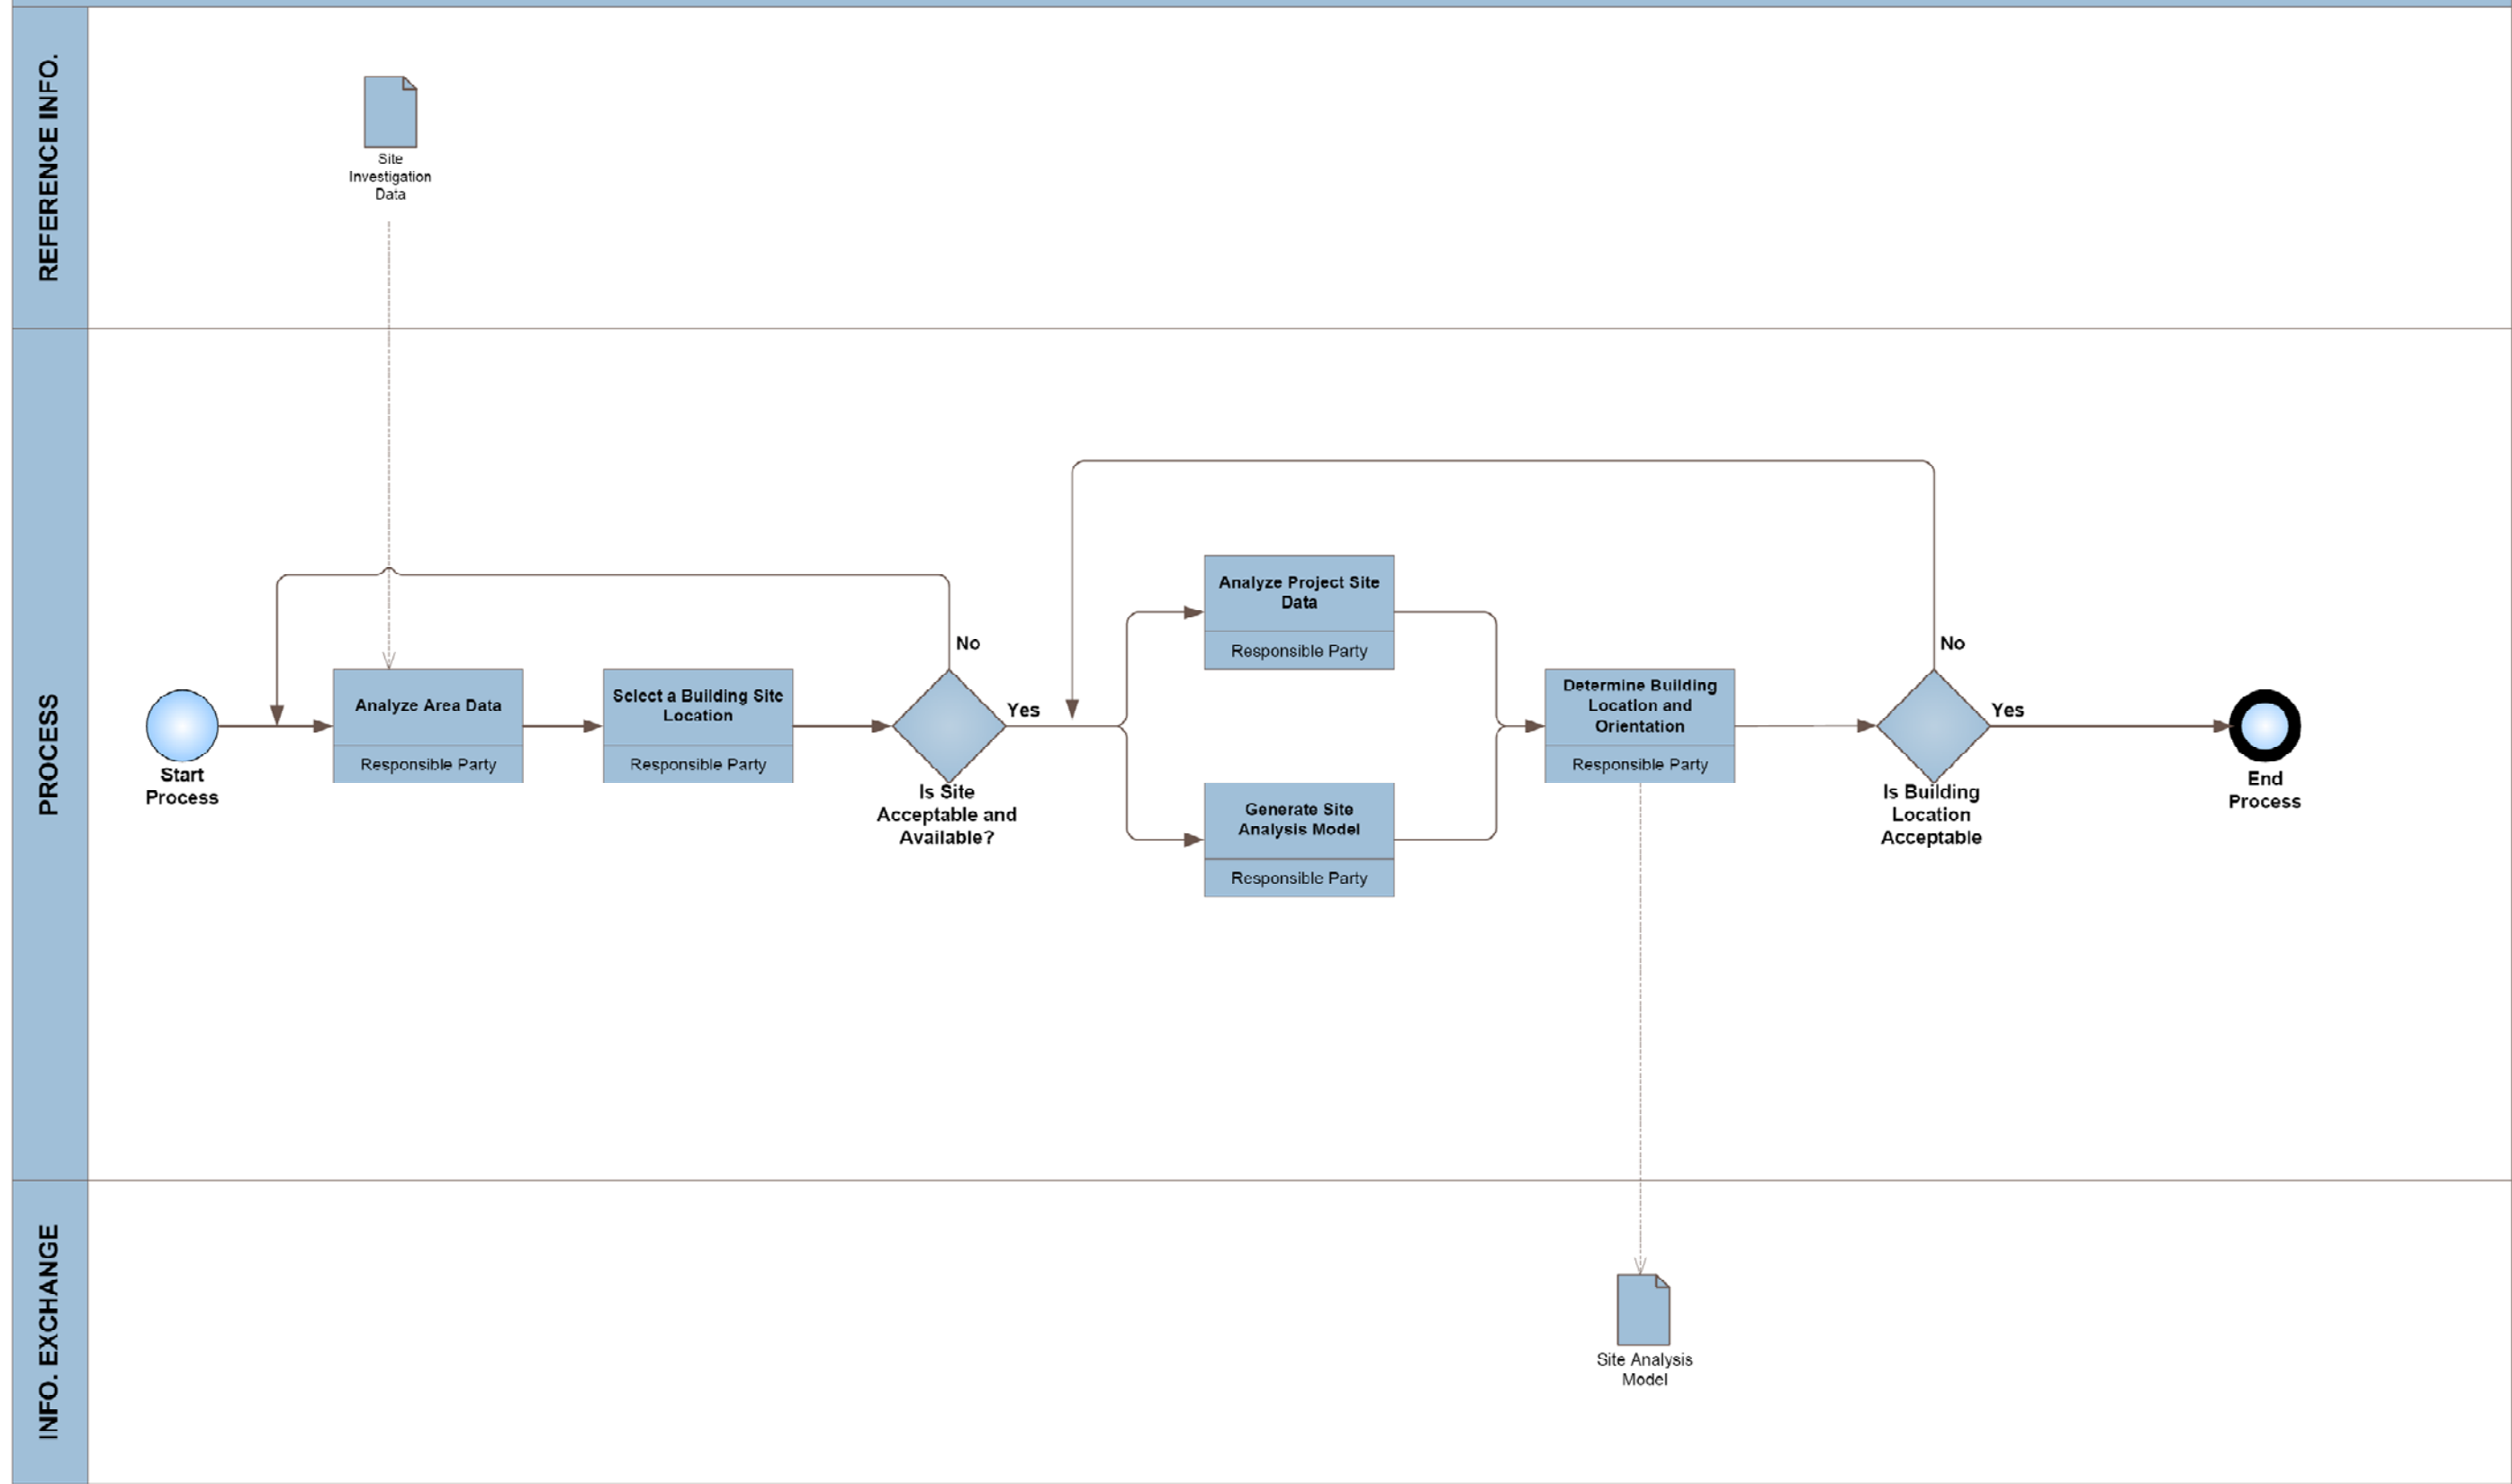 REFERENCE INFO.
Site
Investigation
Data
PROCESS
Start
Process
Analyze Area Data
Responsible Party
Select a Building Site
Location
Responsible Party
No
Yes
Is Site
Acceptable and
Available?
Analyze Project Site
Data
Responsible Party
Generate Site
Analysis Model
Responsible Party
Determine Building
Location and
Orientation
Responsible Party
No
Yes
Is Building
Location
Acceptable
End
Process
INFO. EXCHANGE
Site Analysis
Model